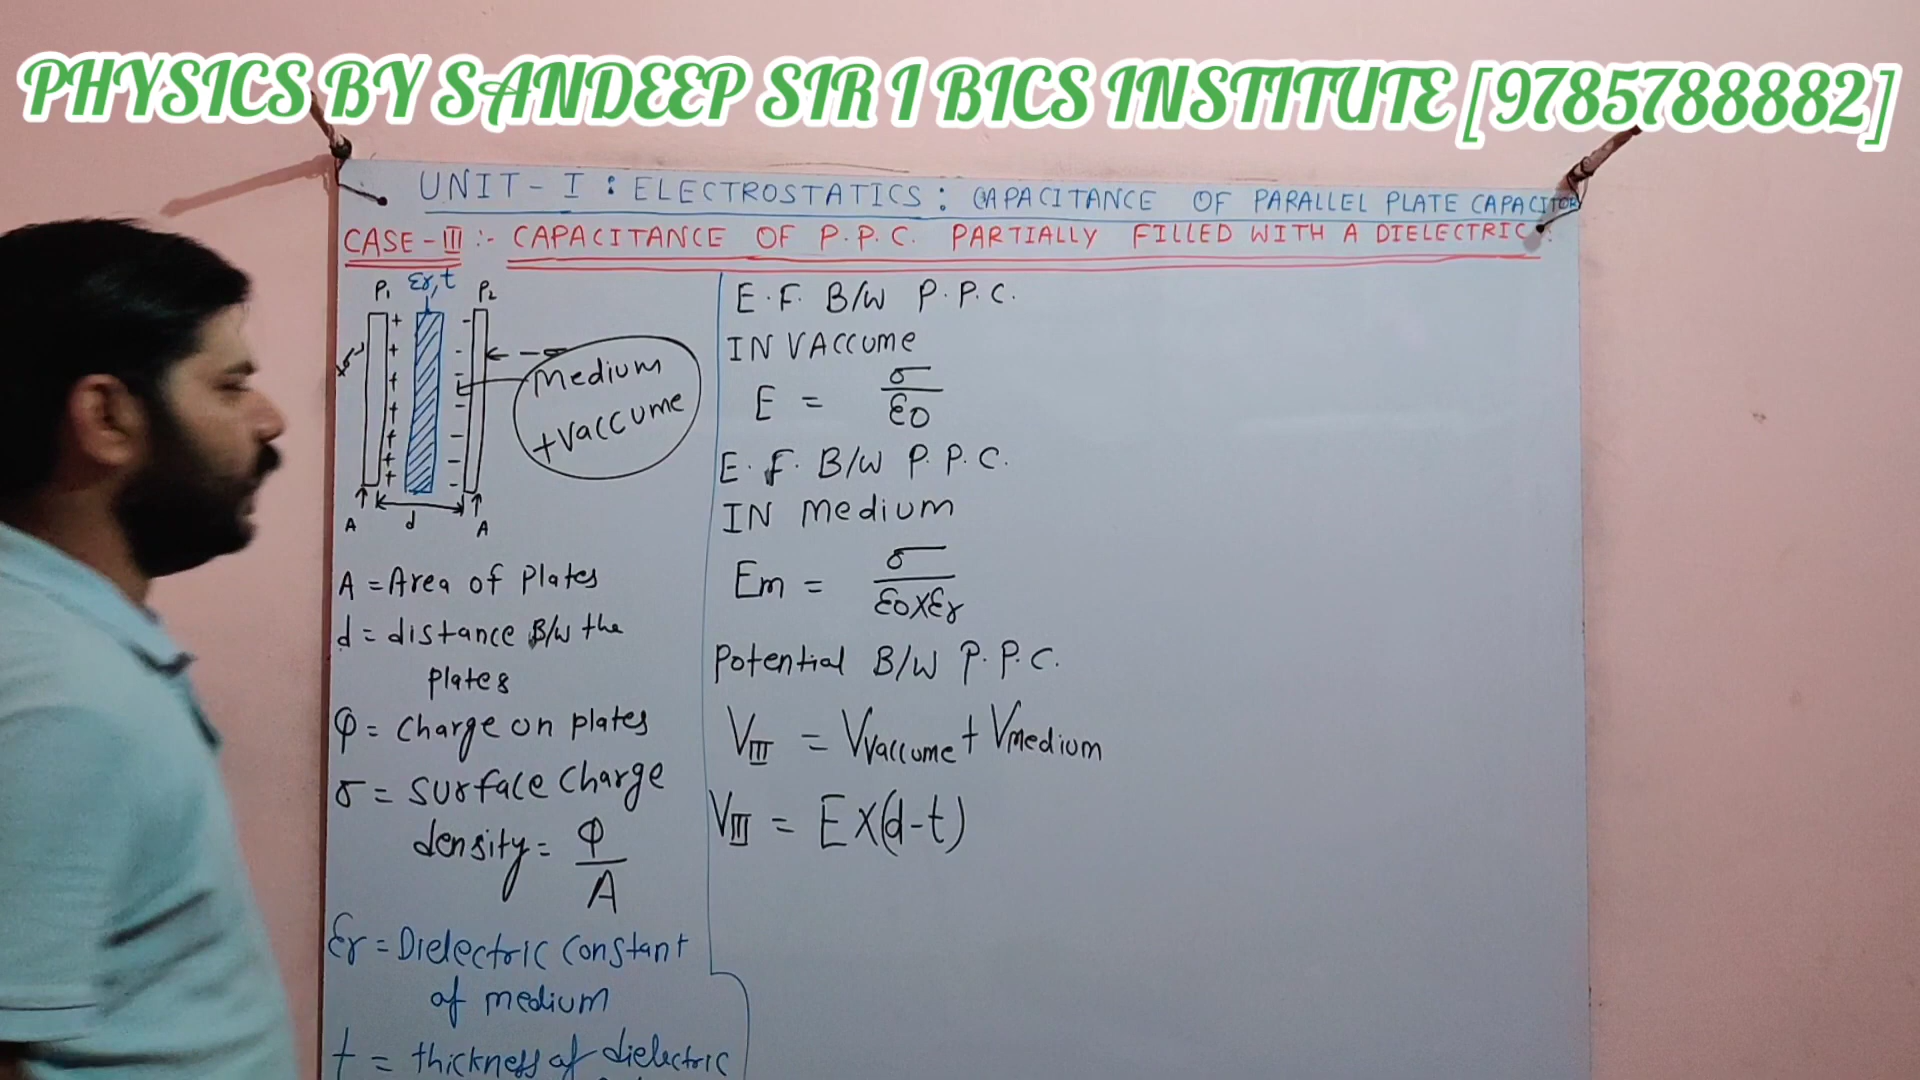 PHYSICS BY SANDEEP SIR I BICS INSTITUTE [9785788882]
UNIT-I : ELECTROSTATICS : CAPACITANCE OF PARALLEL PLATE CAPACITOR
CASE-III :- CAPACITANCE OF P.P.C. PARTIALLY FILLED WITH A DIELECTRIC :
P₁ εr,t P₂
medium
+vaccume
A d A
A = Area of plates
d = distance B/W the
plates
Q = charge on plates
σ = surface charge
density = Q/A
εr = Dielectric constant
of medium
t = thickness of dielectric
E.F. B/W P.P.C.
IN VACCUME
E = σ/ε0
E.F. B/W P.P.C.
IN medium
Em = σ/ε0×εr
Potential B/W P.P.C.
VIII = Vvaccume + Vmedium
VIII = E×(d-t)